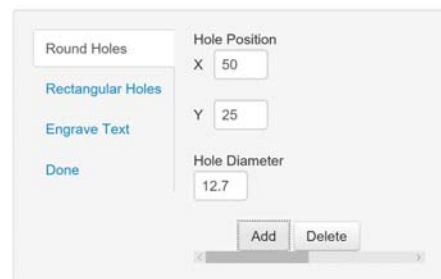 Round Holes
Rectangular Holes
Engrave Text
Done
Hole Position
X 50
Y 25
Hole Diameter
12.7
Add Delete